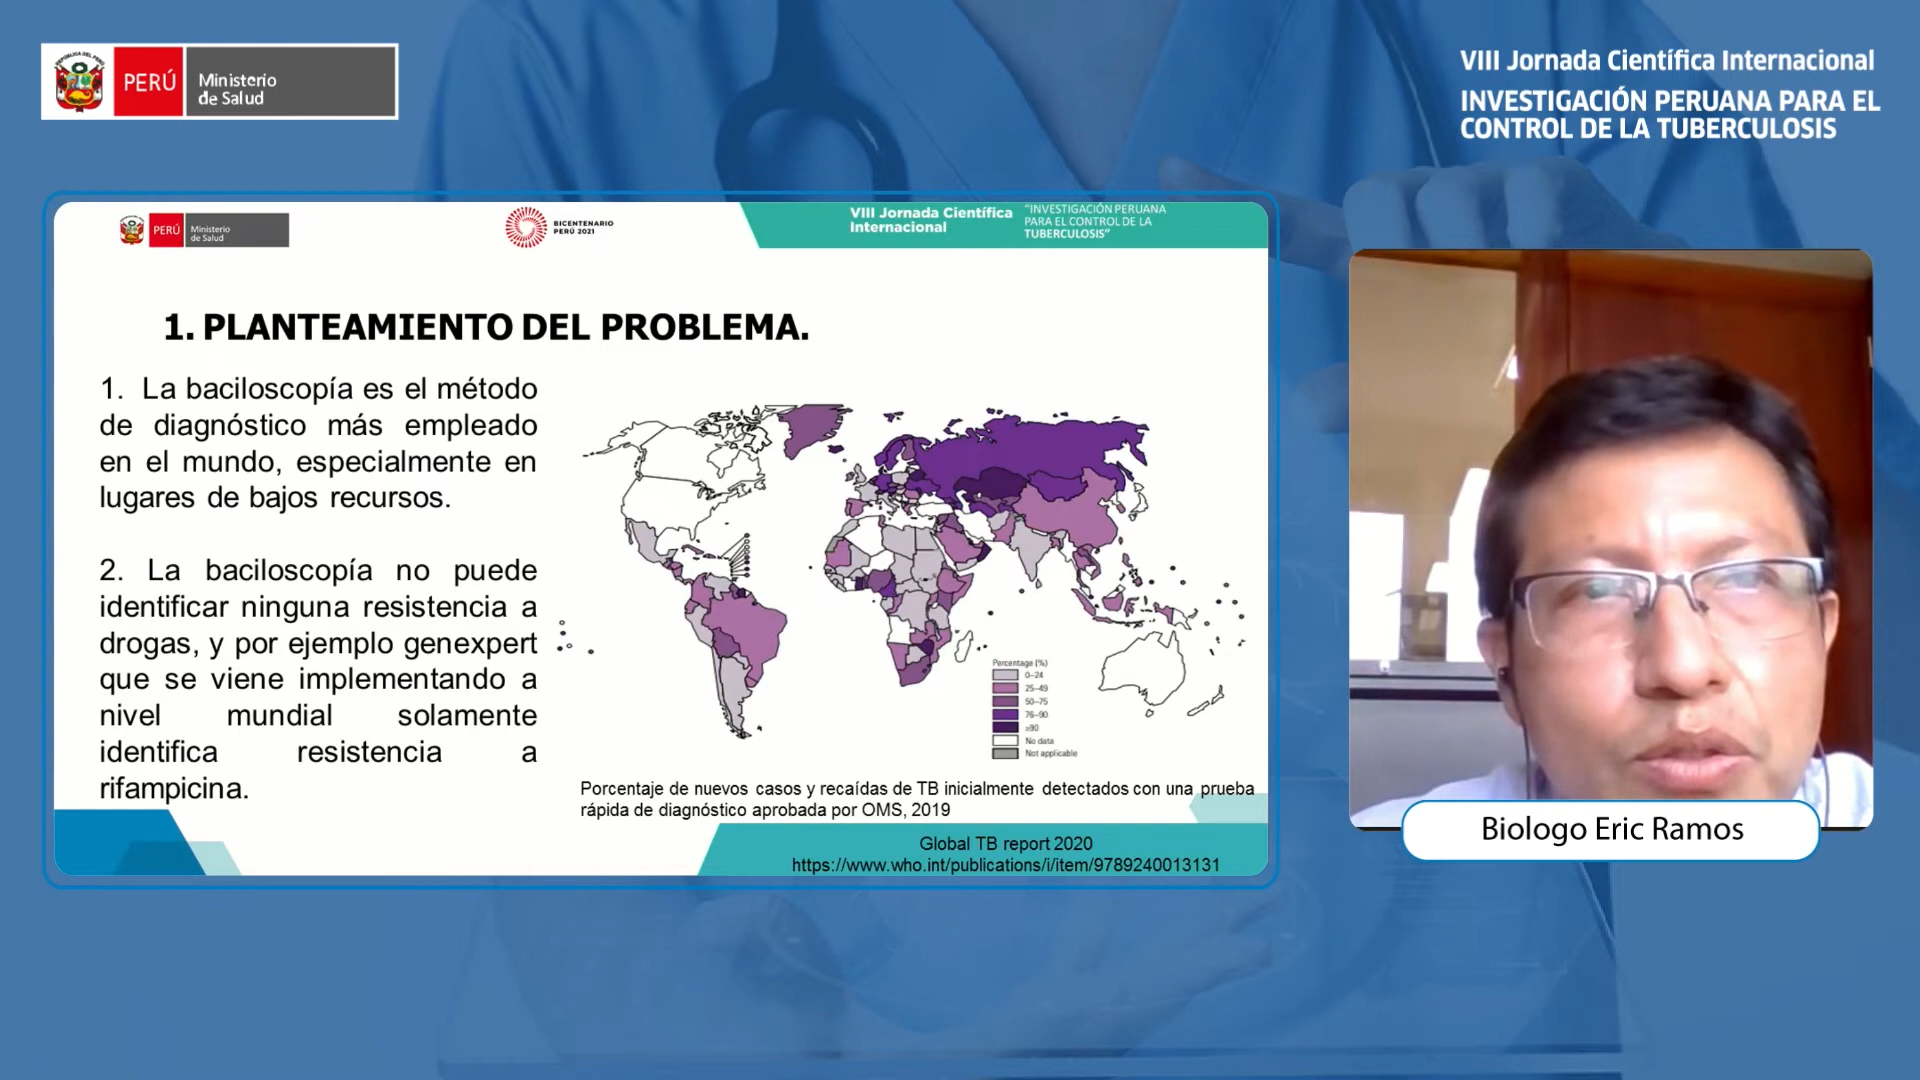 PERÚ
Ministerio
de Salud
VIII Jornada Científica Internacional
INVESTIGACIÓN PERUANA PARA EL
CONTROL DE LA TUBERCULOSIS
PERÚ
Ministerio
de Salud
BICENTENARIO
PERÚ 2021
VIII Jornada Científica
Internacional
"INVESTIGACIÓN PERUANA
PARA EL CONTROL DE LA
TUBERCULOSIS"
1. PLANTEAMIENTO DEL PROBLEMA.
1. La baciloscopía es el método
de diagnóstico más empleado
en el mundo, especialmente en
lugares de bajos recursos.
2. La baciloscopía no puede
identificar ninguna resistencia a
drogas, y por ejemplo genexpert
que se viene implementando a
nivel mundial solamente
identifica resistencia a
rifampicina.
Percentage (%)
0–24
25–49
50–75
76–90
≥90
No data
Not applicable
Porcentaje de nuevos casos y recaídas de TB inicialmente detectados con una prueba
rápida de diagnóstico aprobada por OMS, 2019
Global TB report 2020
https://www.who.int/publications/i/item/9789240013131
Biologo Eric Ramos